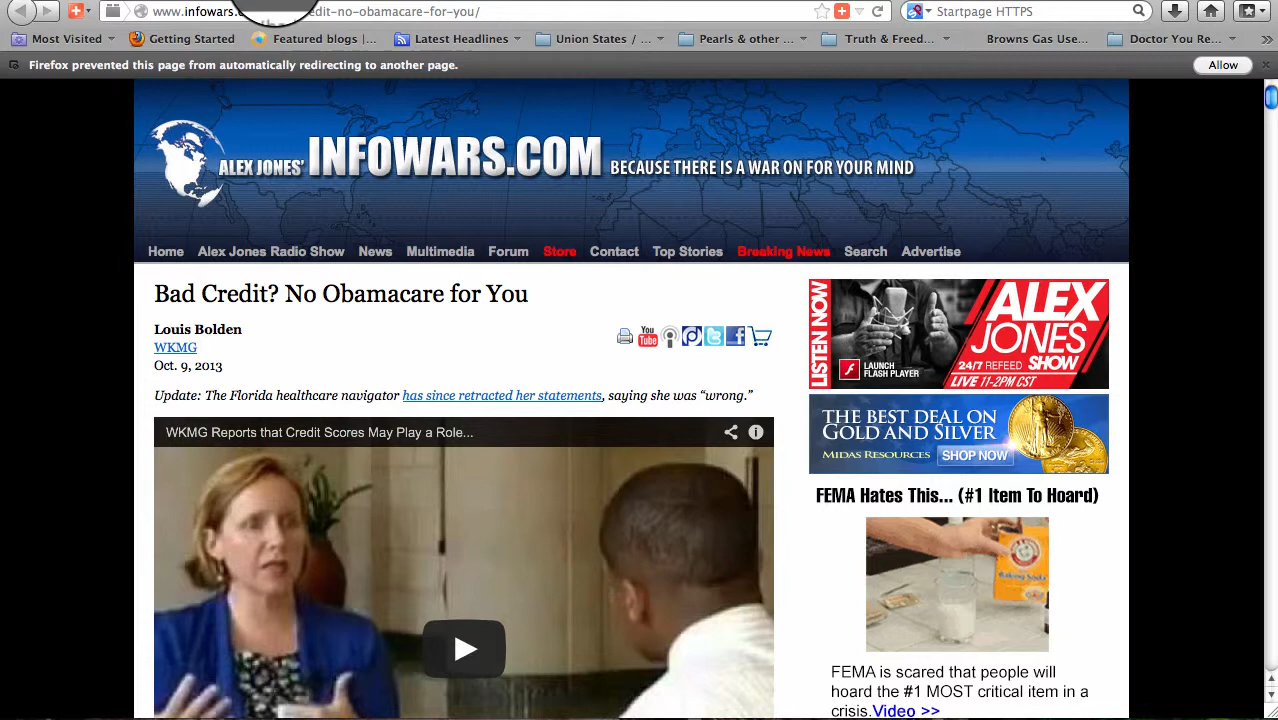 www.infowars. edit-no-obamacare-for-you/
Startpage HTTPS
Most Visited
Getting Started
Featured blogs |...
Latest Headlines
Union States / ...
Pearls & other ...
Truth & Freed...
Browns Gas Use...
Doctor You Re...
Firefox prevented this page from automatically redirecting to another page.
Allow
ALEX JONES' INFOWARS.COM BECAUSE THERE IS A WAR ON FOR YOUR MIND
Home Alex Jones Radio Show News Multimedia Forum Store Contact Top Stories Breaking News Search Advertise
Bad Credit? No Obamacare for You
Louis Bolden
WKMG
Oct. 9, 2013
You
Tube
Update: The Florida healthcare navigator has since retracted her statements, saying she was “wrong.”
WKMG Reports that Credit Scores May Play a Role...
LISTEN NOW
ALEX
JONES
SHOW
24/7 REFEED
LAUNCH
FLASH PLAYER
LIVE 11-2PM CST
THE BEST DEAL ON
GOLD AND SILVER
MIDAS RESOURCES
SHOP NOW
FEMA Hates This... (#1 Item To Hoard)
Baking Soda
FEMA is scared that people will
hoard the #1 MOST critical item in a
crisis.Video >>